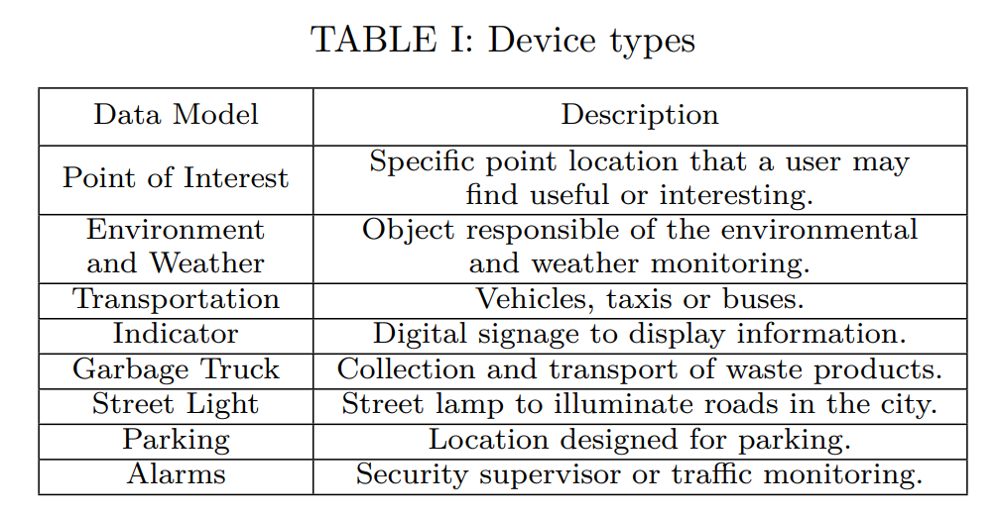 TABLE I: Device types
Data Model Description
Point of Interest Specific point location that a user may
find useful or interesting.
Environment Object responsible of the environmental
and Weather and weather monitoring.
Transportation Vehicles, taxis or buses.
Indicator Digital signage to display information.
Garbage Truck Collection and transport of waste products.
Street Light Street lamp to illuminate roads in the city.
Parking Location designed for parking.
Alarms Security supervisor or traffic monitoring.